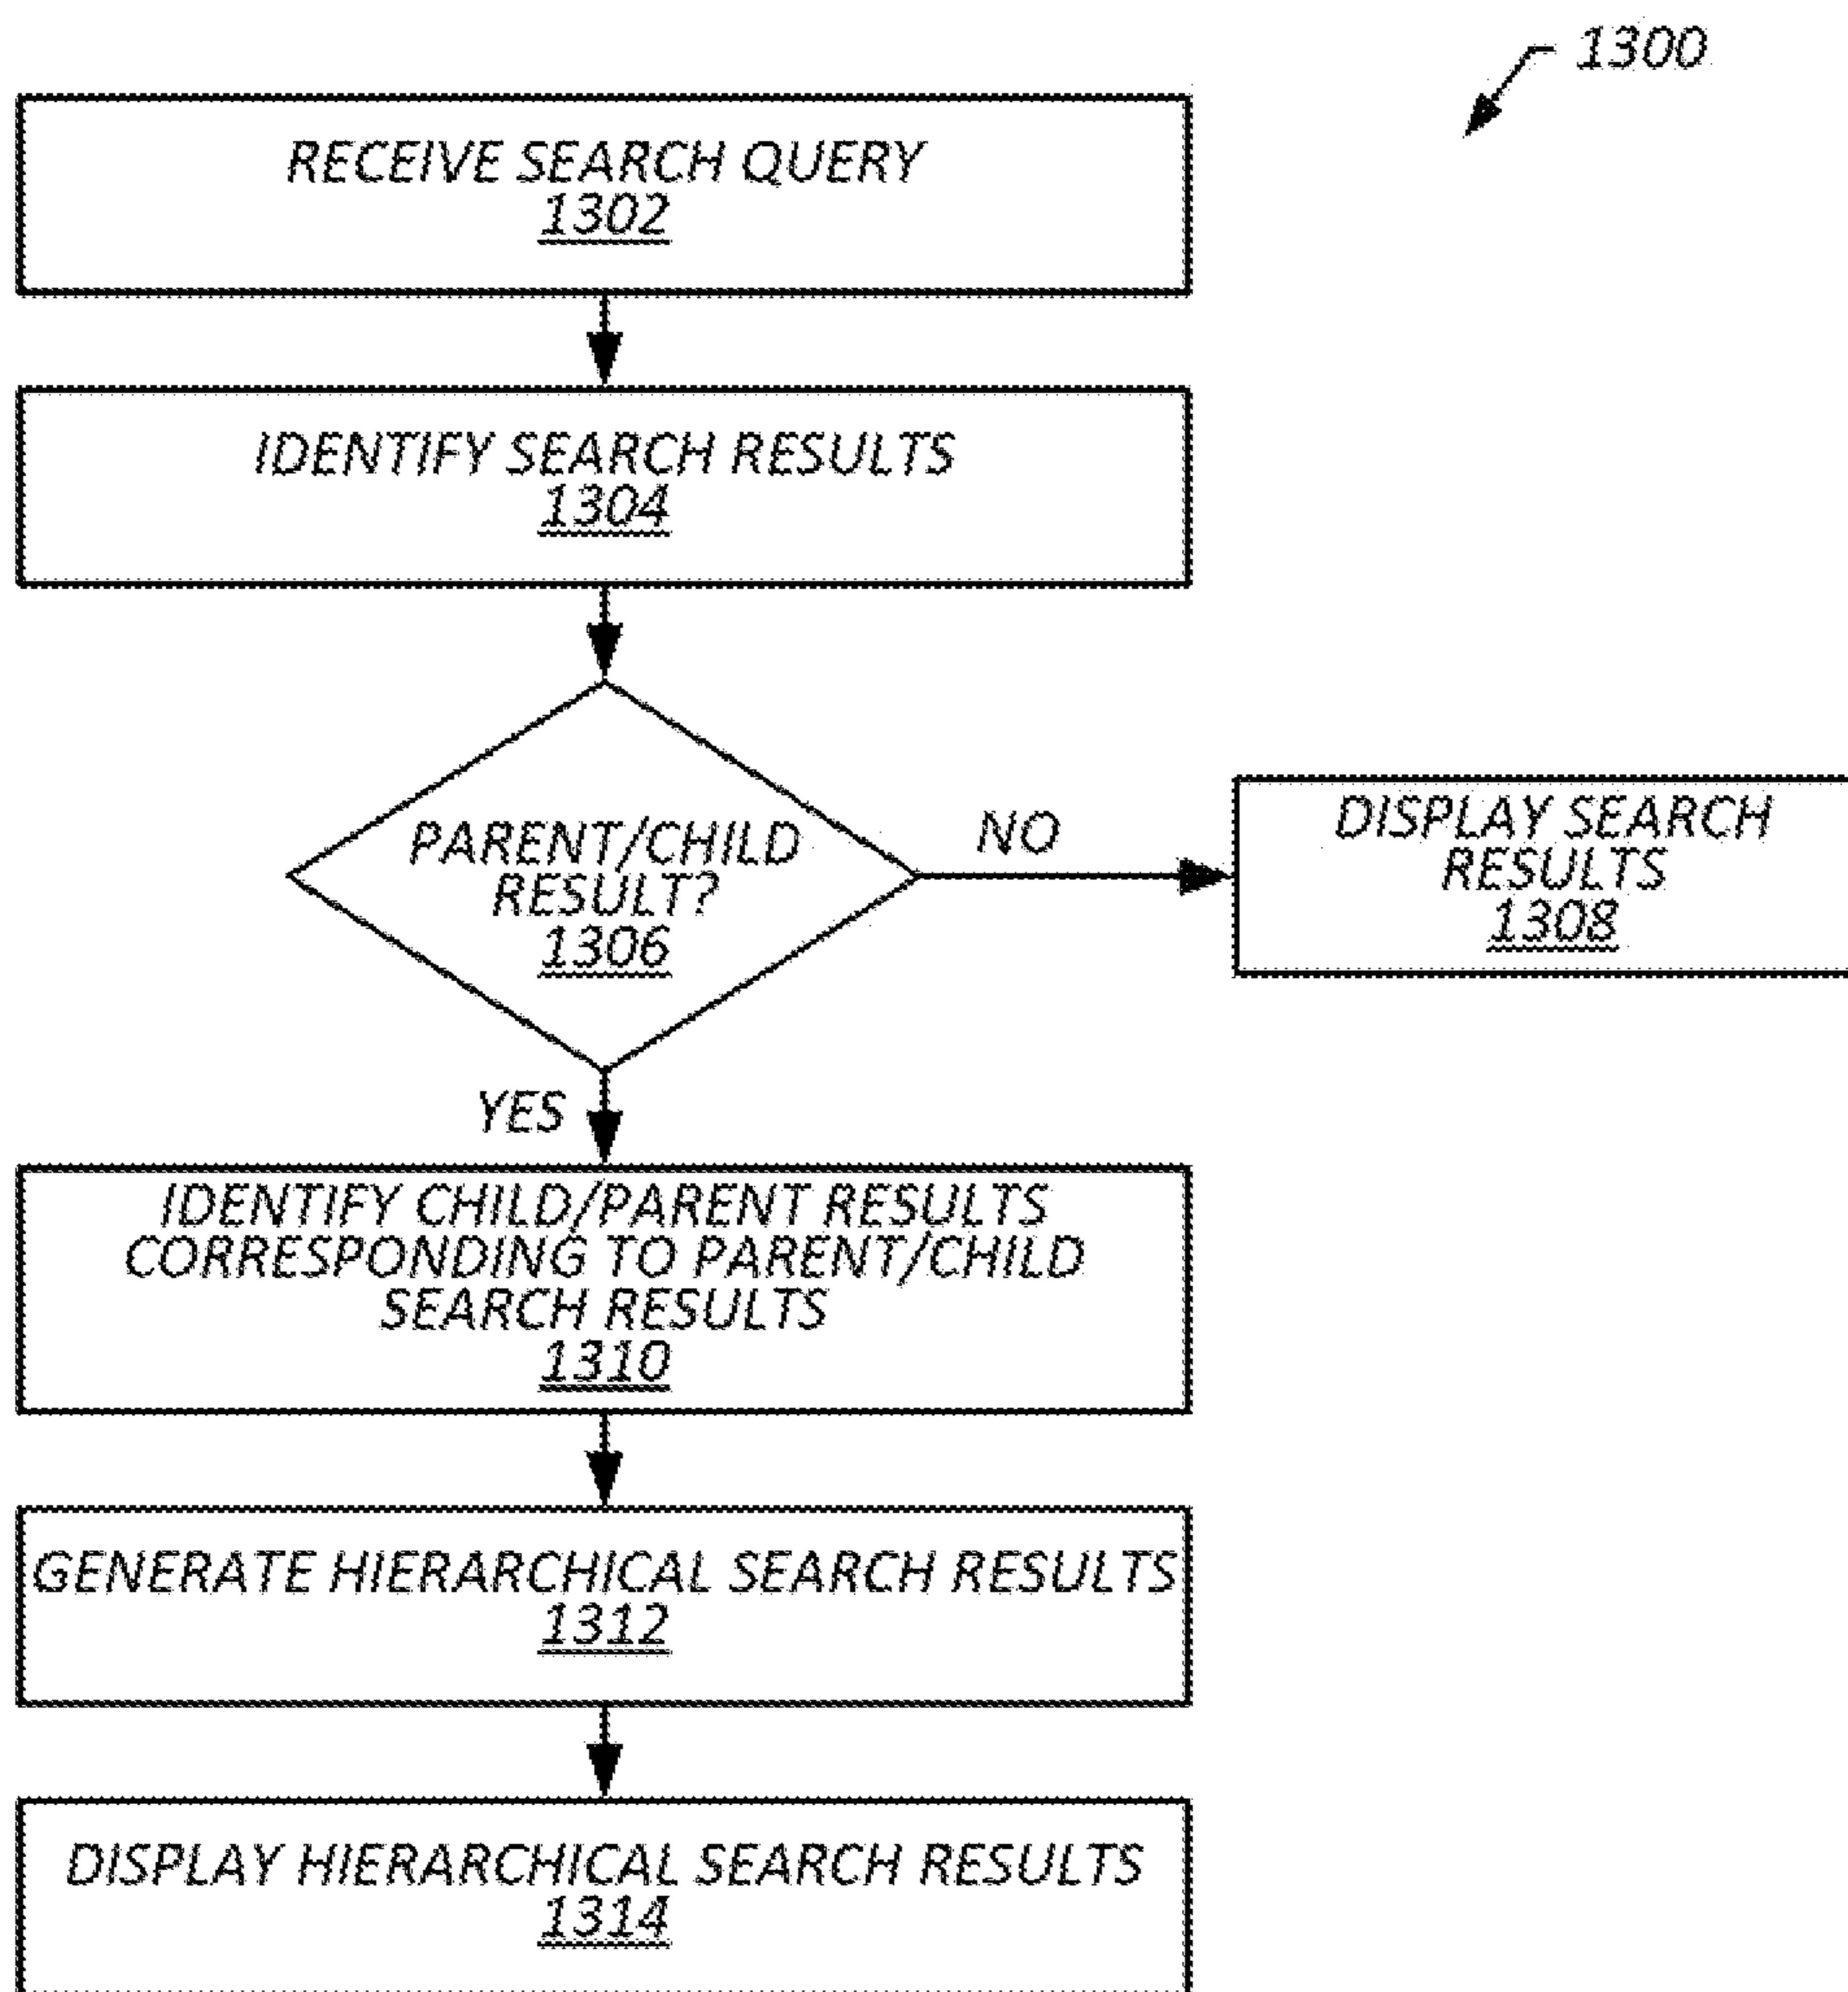 1300
RECEIVE SEARCH QUERY
1302
IDENTIFY SEARCH RESULTS
1304
PARENT/CHILD
RESULT?
1306
NO
DISPLAY SEARCH
RESULTS
1308
YES
IDENTIFY CHILD/PARENT RESULTS
CORRESPONDING TO PARENT/CHILD
SEARCH RESULTS
1310
GENERATE HIERARCHICAL SEARCH RESULTS
1312
DISPLAY HIERARCHICAL SEARCH RESULTS
1314